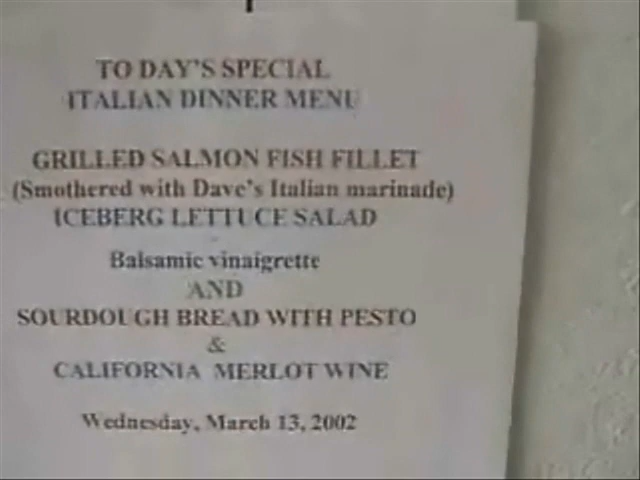 TO DAY'S SPECIAL
ITALIAN DINNER MENU
GRILLED SALMON FISH FILLET
(Smothered with Dave's Italian marinade)
ICEBERG LETTUCE SALAD
Balsamic vinaigrette
AND
SOURDOUGH BREAD WITH PESTO
&
CALIFORNIA MERLOT WINE
Wednesday, March 13, 2002